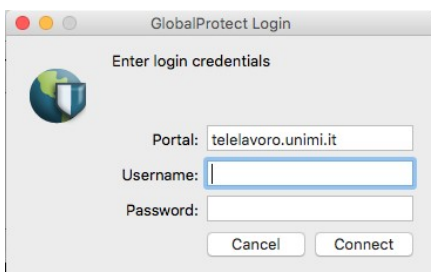 GlobalProtect Login
Enter login credentials
Portal: telelavoro.unimi.it
Username:
Password:
Cancel Connect